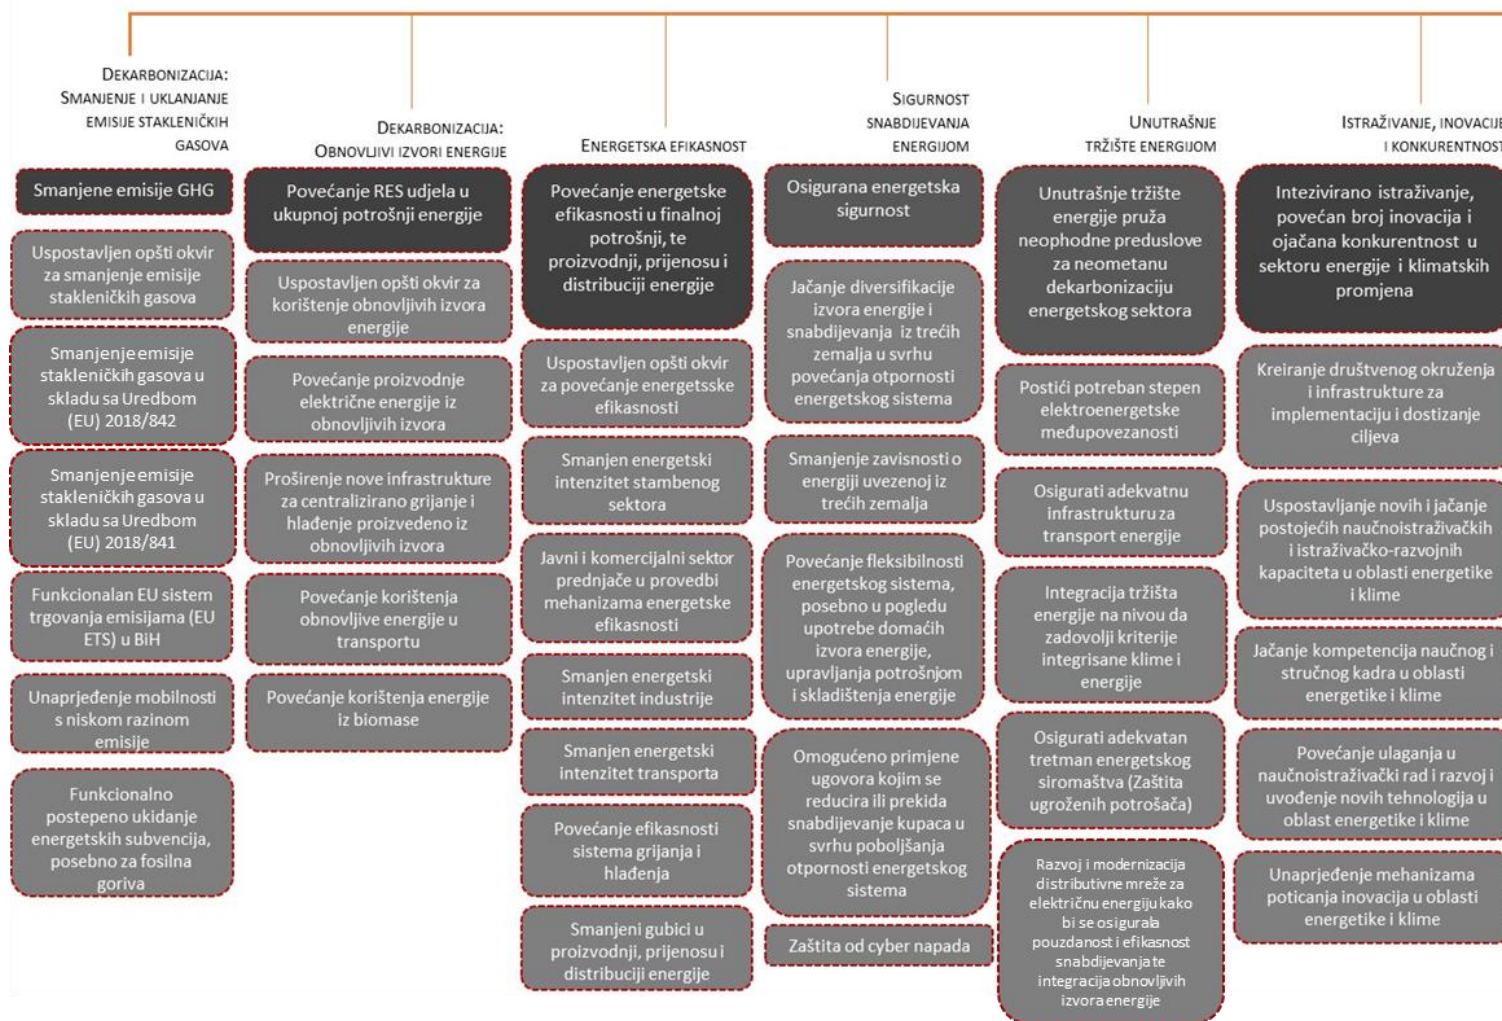 DEKARBONIZACIJA:
SMANJENJE I UKLANJANJE
EMISIJE STAKLENIČKIH
GASOVA
Smanjene emisije GHG
Uspostavljen opšti okvir
za smanjenje emisije
stakleničkih gasova
Smanjenje emisije
stakleničkih gasova u
skladu sa Uredbom
(EU) 2018/842
Smanjenje emisije
stakleničkih gasova u
skladu sa Uredbom
(EU) 2018/841
Funkcionalan EU sistem
trgovanja emisijama (EU
ETS) u BiH
Unaprjeđenje mobilnosti
s niskom razinom
emisije
Funkcionalno
postepeno ukidanje
energetskih subvencija,
posebno za fosilna
goriva
DEKARBONIZACIJA:
OBNOVLJIVI IZVORI ENERGIJE
Povećanje RES udjela u
ukupnoj potrošnji energije
Uspostavljen opšti okvir za
korištenje obnovljivih izvora
energije
Povećanje proizvodnje
električne energije iz
obnovljivih izvora
Proširenje nove infrastrukture
za centralizirano grijanje i
hlađenje proizvedeno iz
obnovljivih izvora
Povećanje korištenja
obnovljive energije u
transportu
Povećanje korištenja energije
iz biomase
ENERGETSKA EFIKASNOST
Povećanje energetske
efikasnosti u finalnoj
potrošnji, te
proizvodnji, prijenosu i
distribuciji energije
Uspostavljen opšti okvir
za povećanje energetsske
efikasnosti
Smanjen energetski
intenzitet stambenog
sektora
Javni i komercijalni sektor
prednjače u provedbi
mehanizama energetske
efikasnosti
Smanjen energetski
intenzitet industrije
Smanjen energetski
intenzitet transporta
Povećanje efikasnosti
sistema grijanja i
hlađenja
Smanjeni gubici u
proizvodnji, prijenosu i
distribuciji energije
SIGURNOST
SNABDIJEVANJA
ENERGIJOM
Osigurana energetska
sigurnost
Jačanje diversifikacije
izvora energije i
snabdijevanja iz trećih
zemalja u svrhu
povećanja otpornosti
energetskog sistema
Smanjenje zavisnosti o
energiji uvezenoj iz
trećih zemalja
Povećanje fleksibilnosti
energetskog sistema,
posebno u pogledu
upotrebe domaćih
izvora energije,
upravljanja potrošnjom
i skladištenja energije
Omogućeno primjene
ugovora kojim se
reducira ili prekida
snabdijevanje kupaca u
svrhu poboljšanja
otpornosti energetskog
sistema
Zaštita od cyber napada
UNUTRAŠNJE
TRŽIŠTE ENERGIJOM
Unutrašnje tržište
energije pruža
neophodne preduslove
za neometanu
dekarbonizaciju
energetskog sektora
Postići potreban stepen
elektroenergetske
međupovezanosti
Osigurati adekvatnu
infrastrukturu za
transport energije
Integracija tržišta
energije na nivou da
zadovolji kriterije
integrisane klime i
energije
Osigurati adekvatan
tretman energetskog
siromaštva (Zaštita
ugroženih potrošača)
Razvoj i modernizacija
distributivne mreže za
električnu energiju kako
bi se osigurala
pouzdanost i efikasnost
snabdijevanja te
integracija obnovljivih
izvora energije
ISTRAŽIVANJE, INOVACIJE
I KONKURENTNOST
Intezivirano istraživanje,
povećan broj inovacija i
ojačana konkurentnost u
sektoru energije i klimatskih
promjena
Kreiranje društvenog okruženja
i infrastrukture za
implementaciju i dostizanje
ciljeva
Uspostavljanje novih i jačanje
postojećih naučnoistraživačkih
i istraživačko-razvojnih
kapaciteta u oblasti energetike
i klime
Jačanje kompetencija naučnog i
stručnog kadra u oblasti
energetike i klime
Povećanje ulaganja u
naučnoistraživački rad i razvoj i
uvođenje novih tehnologija u
oblast energetike i klime
Unaprjeđenje mehanizama
poticanja inovacija u oblasti
energetike i klime